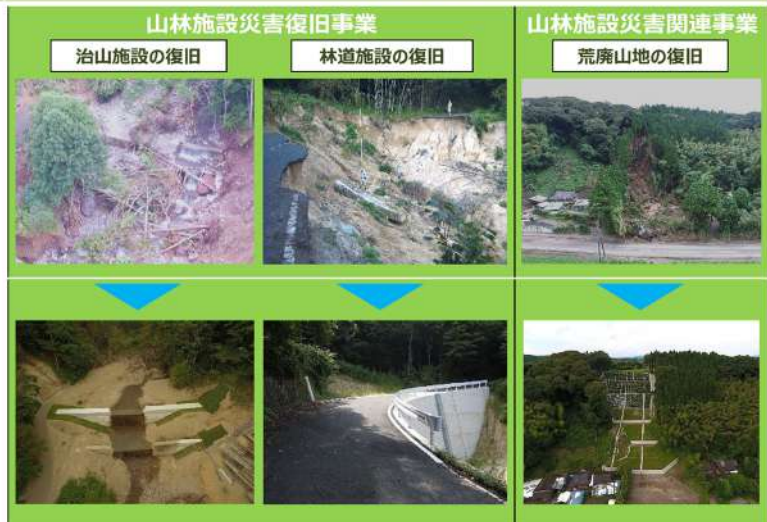 山林施設災害復旧事業
治山施設の復旧
林道施設の復旧
山林施設災害関連事業
荒廃山地の復旧